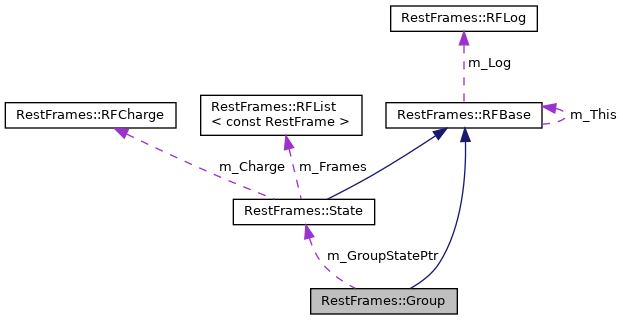 RestFrames::RFLog
m_Log
RestFrames::RFCharge
RestFrames::RFList
< const RestFrame >
RestFrames::RFBase
m_This
m_Charge
m_Frames
RestFrames::State
m_GroupStatePtr
RestFrames::Group